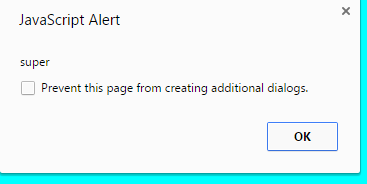 JavaScript Alert
super
Prevent this page from creating additional dialogs.
OK